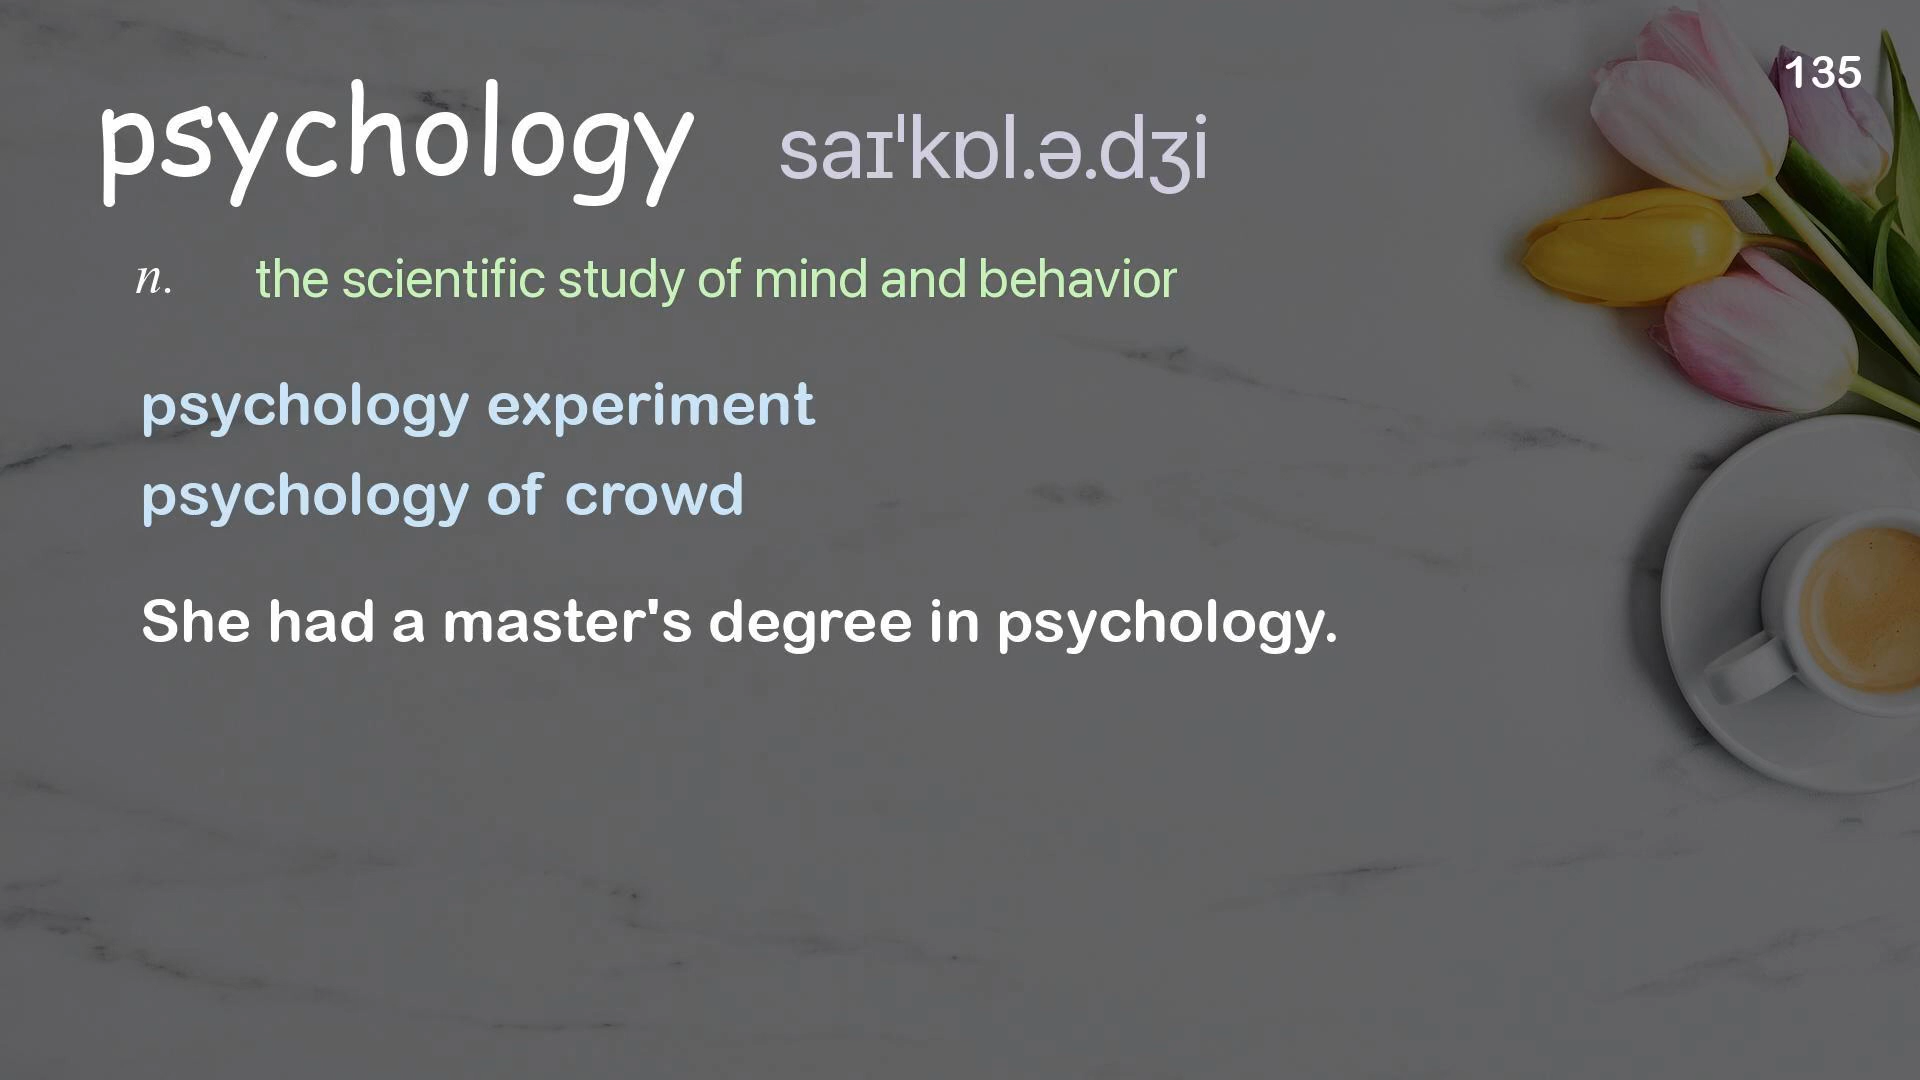 135
psychology saɪˈkɒl.ə.dʒi
n. the scientific study of mind and behavior
psychology experiment
psychology of crowd
She had a master's degree in psychology.